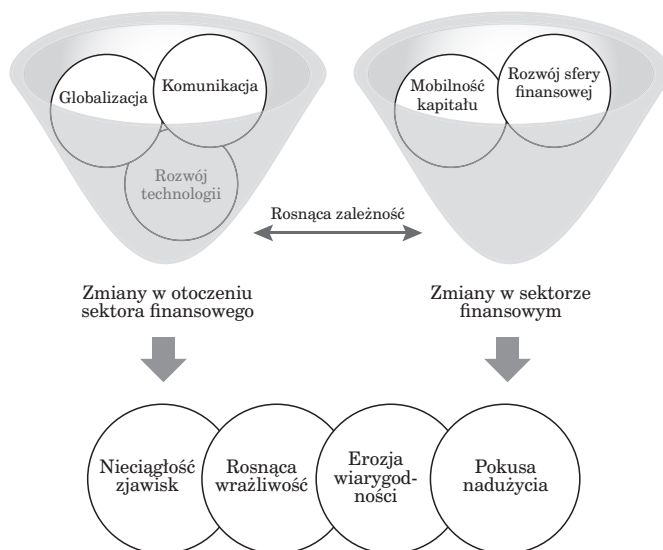 Globalizacja
Komunikacja
Rozwój
technologii
Mobilność
kapitału
Rozwój sfery
finansowej
Rosnąca zależność
Zmiany w otoczeniu
sektora finansowego
Zmiany w sektorze
finansowym
Nieciągłość
zjawisk
Rosnąca
wrażliwość
Erozja
wiarygod-
ności
Pokusa
nadużycia